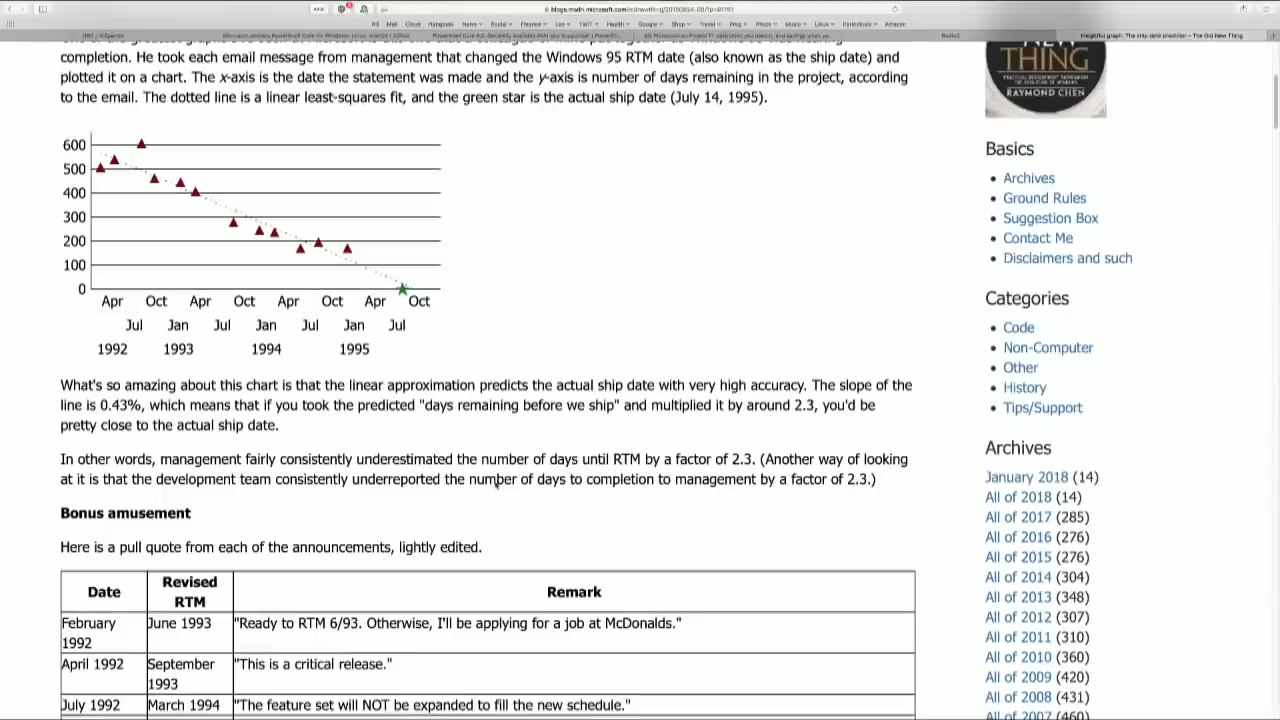 blogs.msdn.microsoft.com
completion. He took each email message from management that changed the Windows 95 RTM date (also known as the ship date) and
plotted it on a chart. The x-axis is the date the statement was made and the y-axis is number of days remaining in the project, according
to the email. The dotted line is a linear least-squares fit, and the green star is the actual ship date (July 14, 1995).
600
500
400
300
200
100
0
Apr Oct Apr Oct Apr Oct Apr Oct
Jul Jan Jul Jan Jul Jan Jul
1992 1993 1994 1995
What's so amazing about this chart is that the linear approximation predicts the actual ship date with very high accuracy. The slope of the
line is 0.43%, which means that if you took the predicted "days remaining before we ship" and multiplied it by around 2.3, you'd be
pretty close to the actual ship date.
In other words, management fairly consistently underestimated the number of days until RTM by a factor of 2.3. (Another way of looking
at it is that the development team consistently underreported the number of days to completion to management by a factor of 2.3.)
Bonus amusement
Here is a pull quote from each of the announcements, lightly edited.
Date Revised RTM Remark
February 1992 June 1993 "Ready to RTM 6/93. Otherwise, I'll be applying for a job at McDonalds."
April 1992 September 1993 "This is a critical release."
July 1992 March 1994 "The feature set will NOT be expanded to fill the new schedule."
NEW
THING
RAYMOND CHEN
Basics
Archives
Ground Rules
Suggestion Box
Contact Me
Disclaimers and such
Categories
Code
Non-Computer
Other
History
Tips/Support
Archives
January 2018 (14)
All of 2018 (14)
All of 2017 (285)
All of 2016 (276)
All of 2015 (276)
All of 2014 (304)
All of 2013 (348)
All of 2012 (307)
All of 2011 (310)
All of 2010 (360)
All of 2009 (420)
All of 2008 (431)
All of 2007 (460)